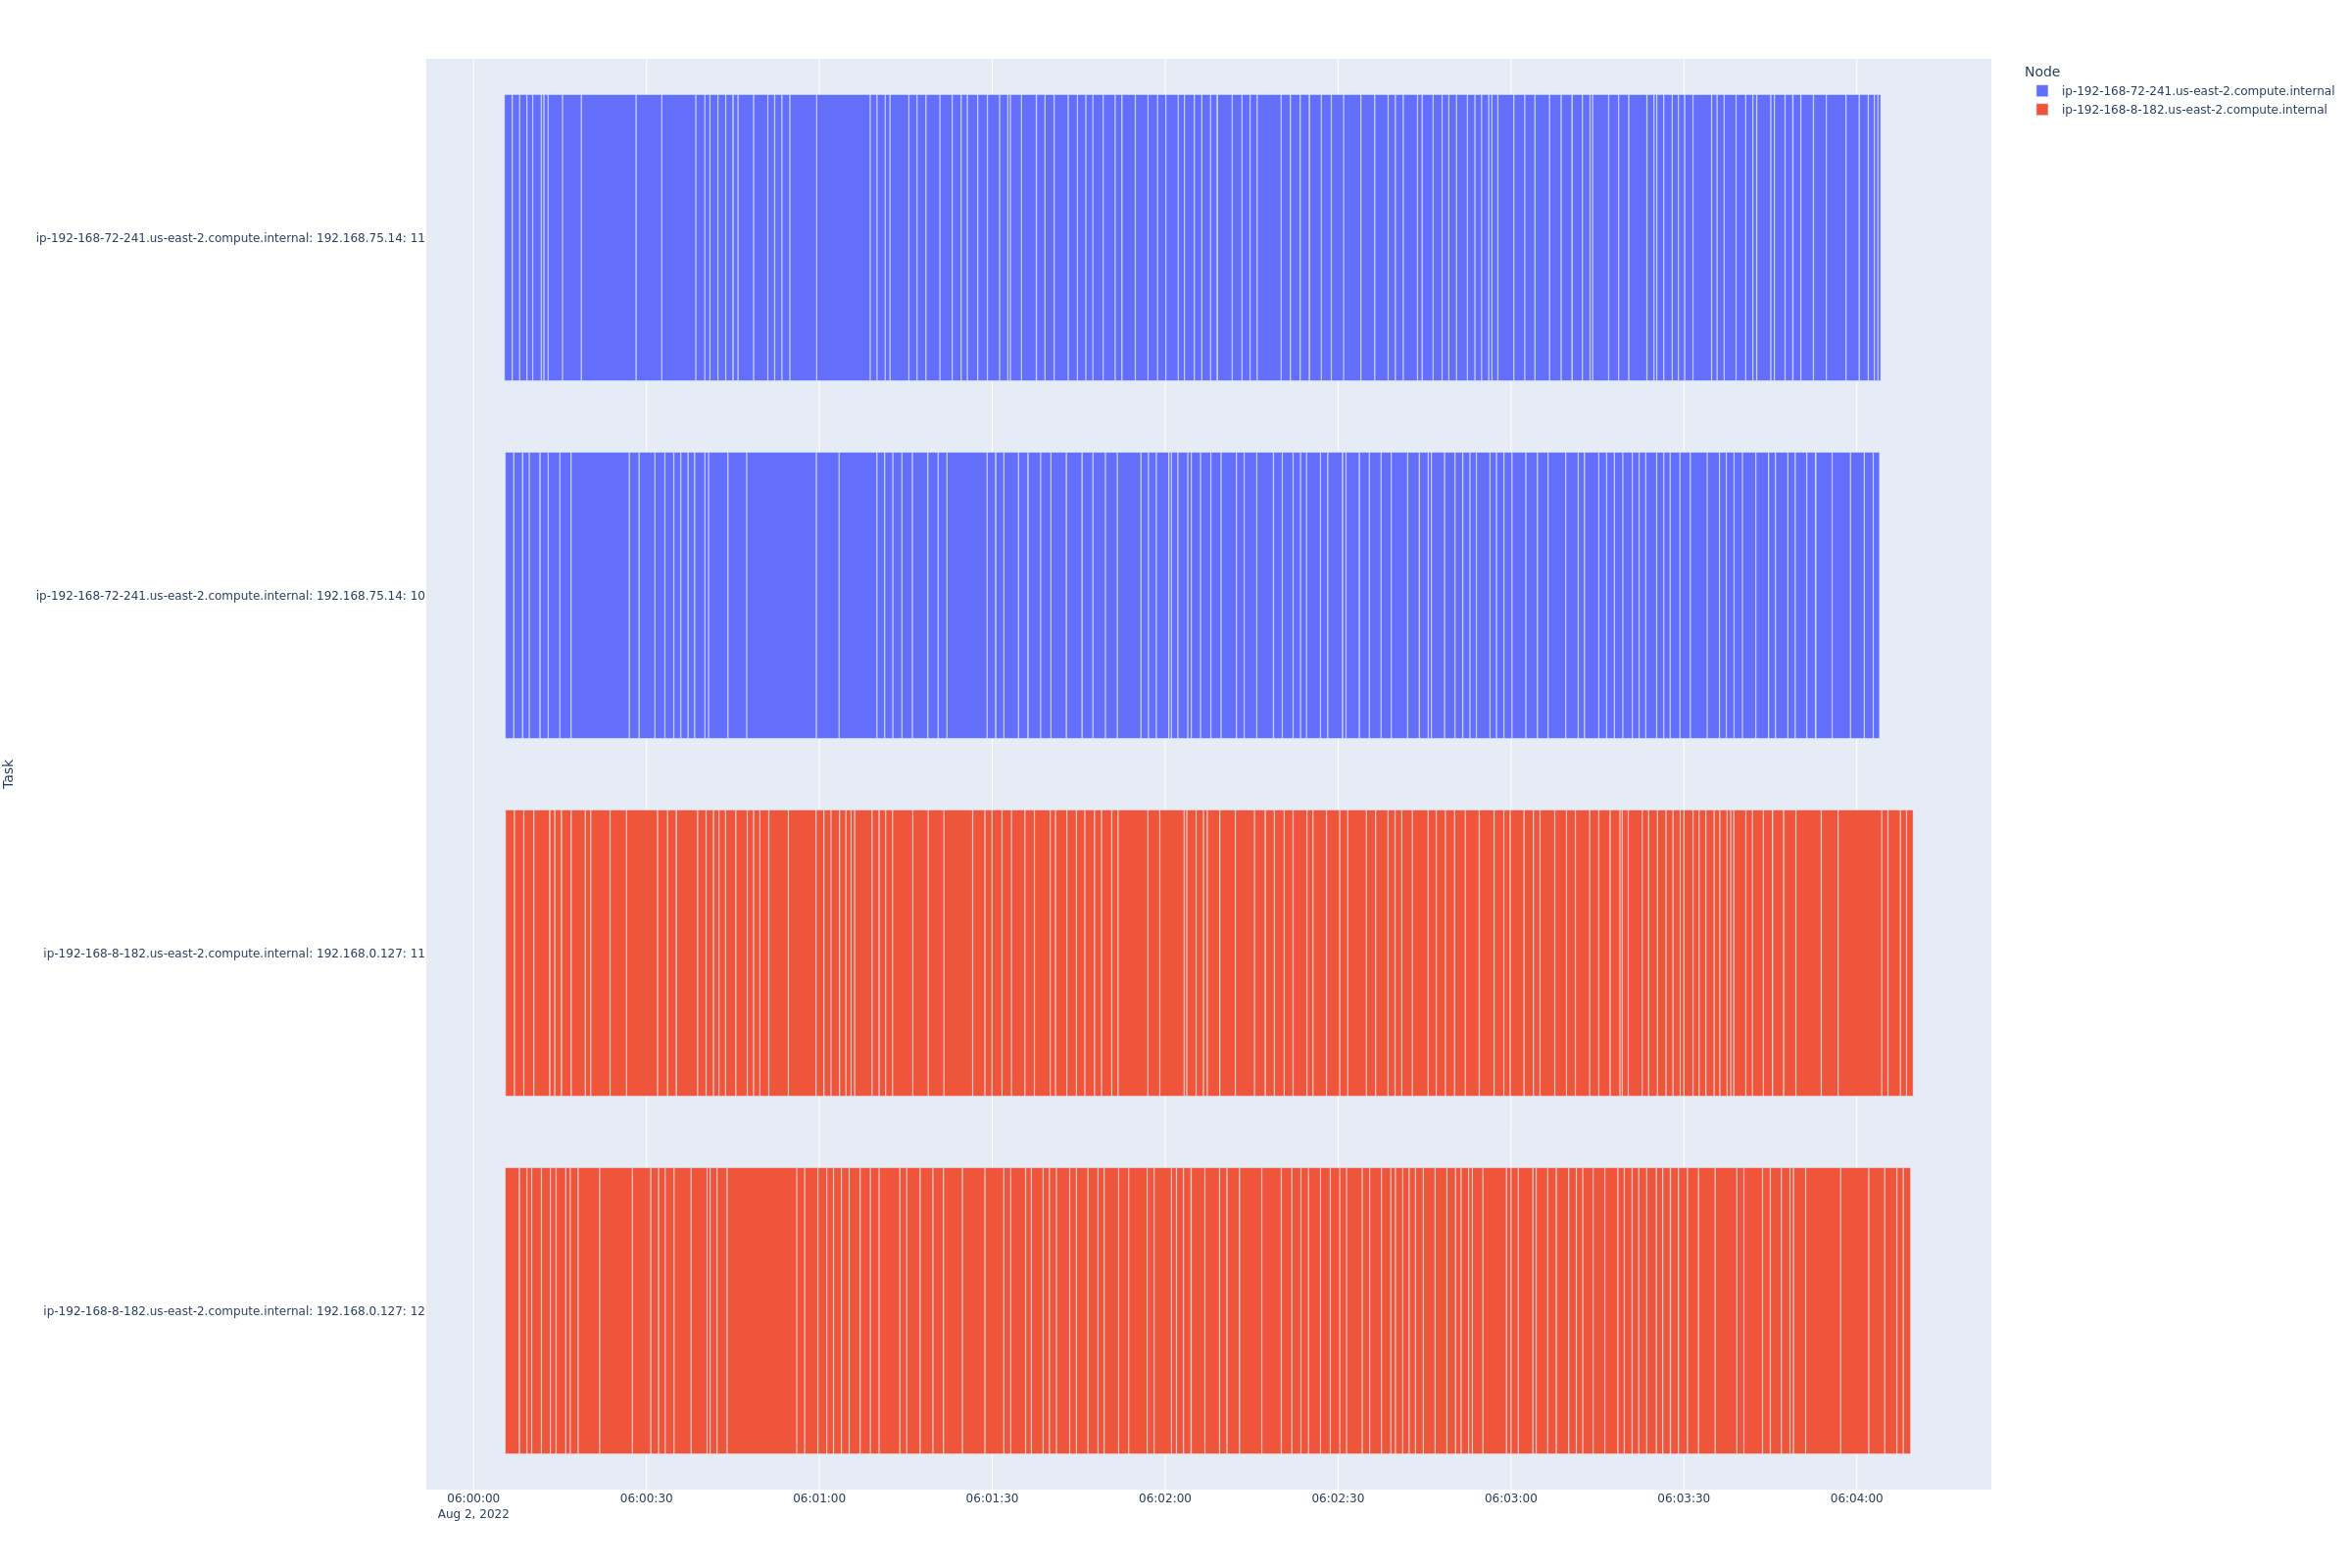 Node
ip-192-168-72-241.us-east-2.compute.internal
ip-192-168-8-182.us-east-2.compute.internal
ip-192-168-72-241.us-east-2.compute.internal: 192.168.75.14: 11
ip-192-168-72-241.us-east-2.compute.internal: 192.168.75.14: 10
Task
ip-192-168-8-182.us-east-2.compute.internal: 192.168.0.127: 11
ip-192-168-8-182.us-east-2.compute.internal: 192.168.0.127: 12
06:00:00 06:00:30 06:01:00 06:01:30 06:02:00 06:02:30 06:03:00 06:03:30 06:04:00
Aug 2, 2022